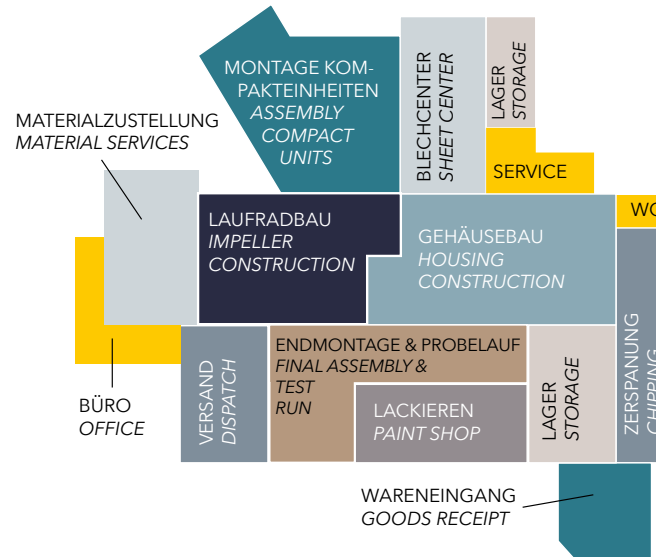 MONTAGE KOM-
PAKTEINHEITEN
ASSEMBLY
COMPACT
UNITS
BLECHCENTER
SHEET CENTER
LAGER
STORAGE
MATERIALZUSTELLUNG
MATERIAL SERVICES
SERVICE
LAUFRADBAU
IMPELLER
CONSTRUCTION
GEHÄUSEBAU
HOUSING
CONSTRUCTION
ZERSPANUNG
CHIPPING
BÜRO
OFFICE
VERSAND
DISPATCH
ENDMONTAGE & PROBELAUF
FINAL ASSEMBLY &
TEST
RUN
LACKIEREN
PAINT SHOP
LAGER
STORAGE
WARENEINGANG
GOODS RECEIPT